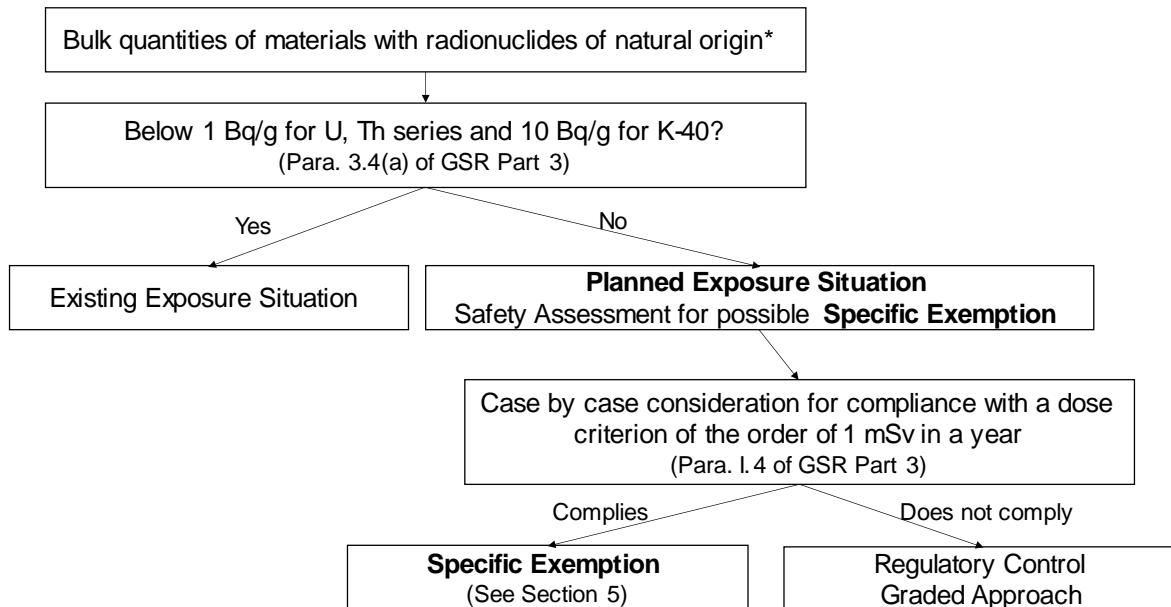 Bulk quantities of materials with radionuclides of natural origin*
Below 1 Bq/g for U, Th series and 10 Bq/g for K-40?
(Para. 3.4(a) of GSR Part 3)
Yes
No
Existing Exposure Situation
Planned Exposure Situation
Safety Assessment for possible Specific Exemption
Case by case consideration for compliance with a dose
criterion of the order of 1 mSv in a year
(Para. I.4 of GSR Part 3)
Complies
Does not comply
Specific Exemption
(See Section 5)
Regulatory Control
Graded Approach